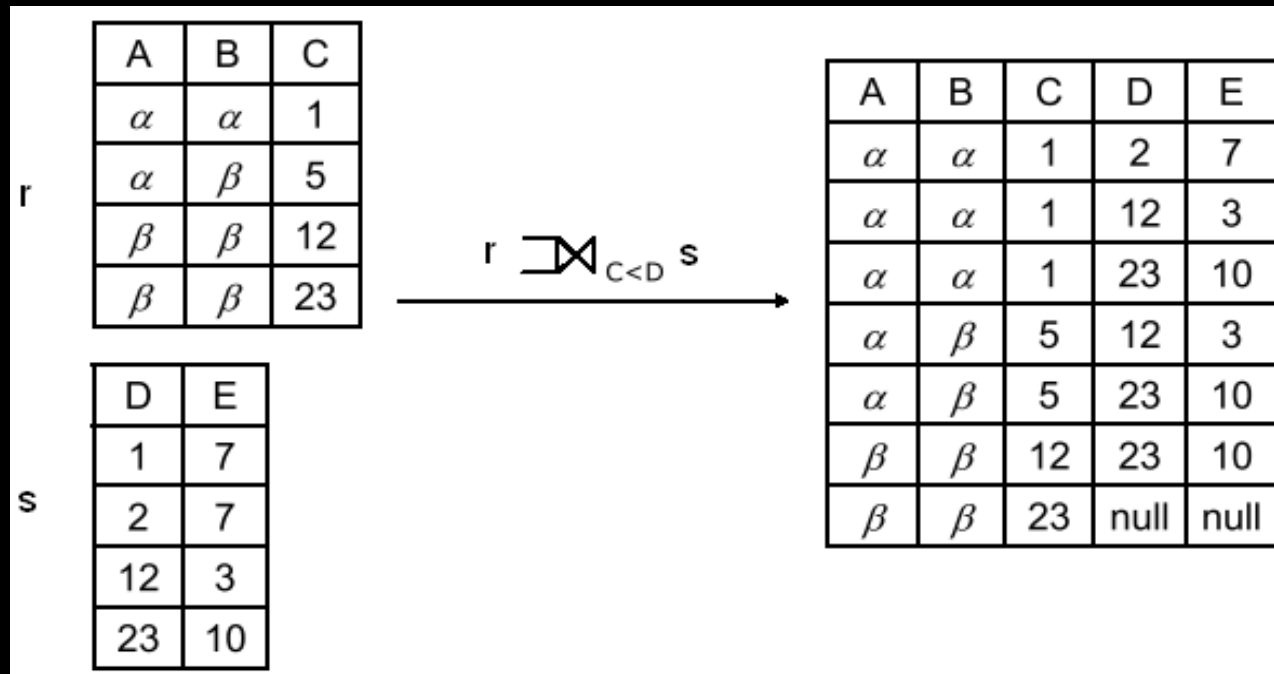 r
A B C
α α 1
α β 5
β β 12
β β 23
s
D E
1 7
2 7
12 3
23 10
r ⟕ C<D s
A B C D E
α α 1 2 7
α α 1 12 3
α α 1 23 10
α β 5 12 3
α β 5 23 10
β β 12 23 10
β β 23 null null